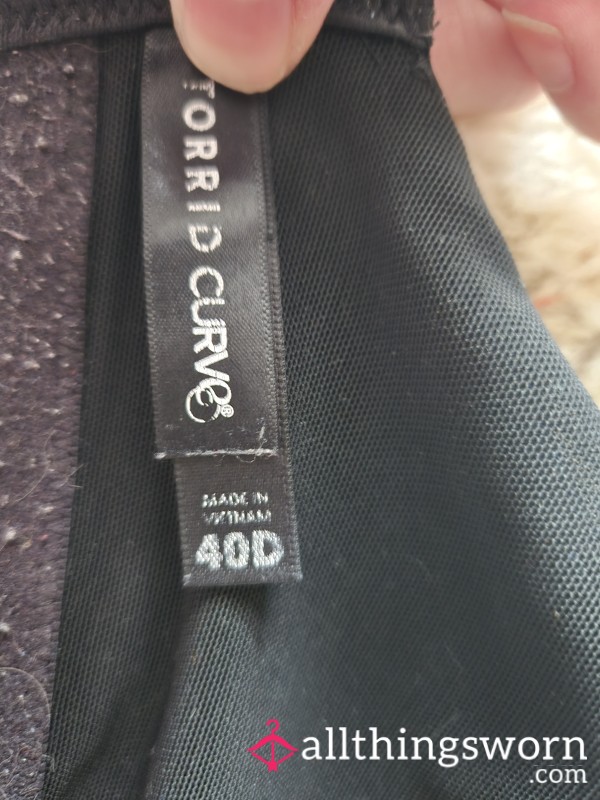 TORRID CURVE®
MADE IN
VIETNAM
40D
allthingsworn
.com